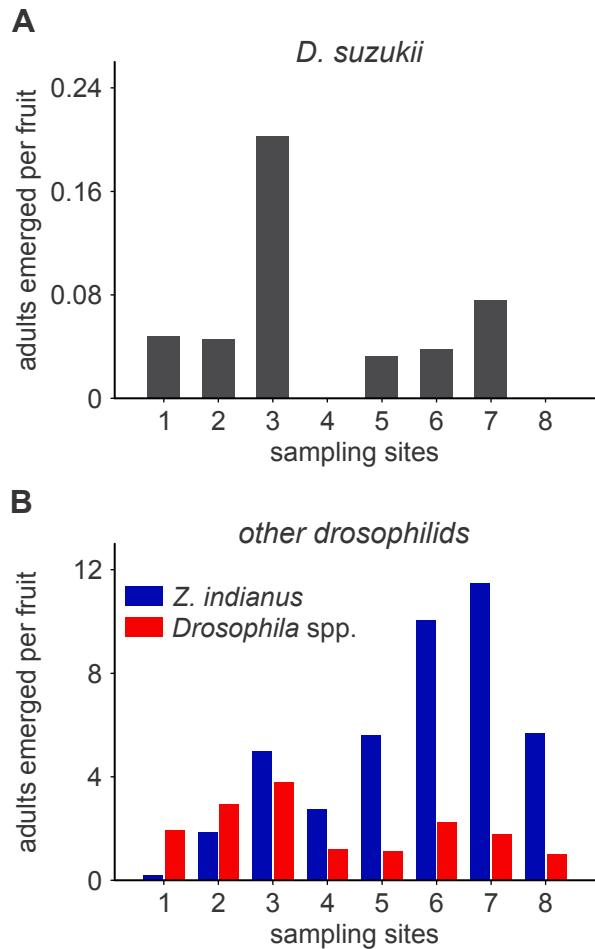 A
D. suzukii
adults emerged per fruit
0.24
0.16
0.08
0
1 2 3 4 5 6 7 8
sampling sites
B
other drosophilids
adults emerged per fruit
12
8
4
0
Z. indianus
Drosophila spp.
1 2 3 4 5 6 7 8
sampling sites